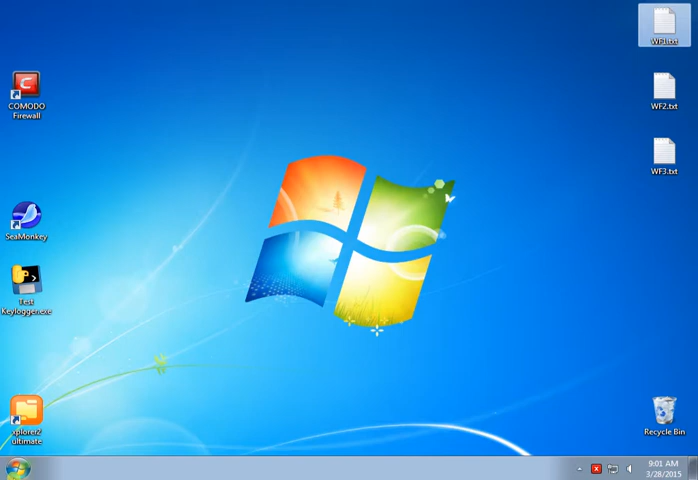 WF1.txt
COMODO
Firewall
WF2.txt
WF3.txt
SeaMonkey
Test
Keylogger.exe
xplorer2
ultimate
Recycle Bin
9:01 AM
3/28/2015